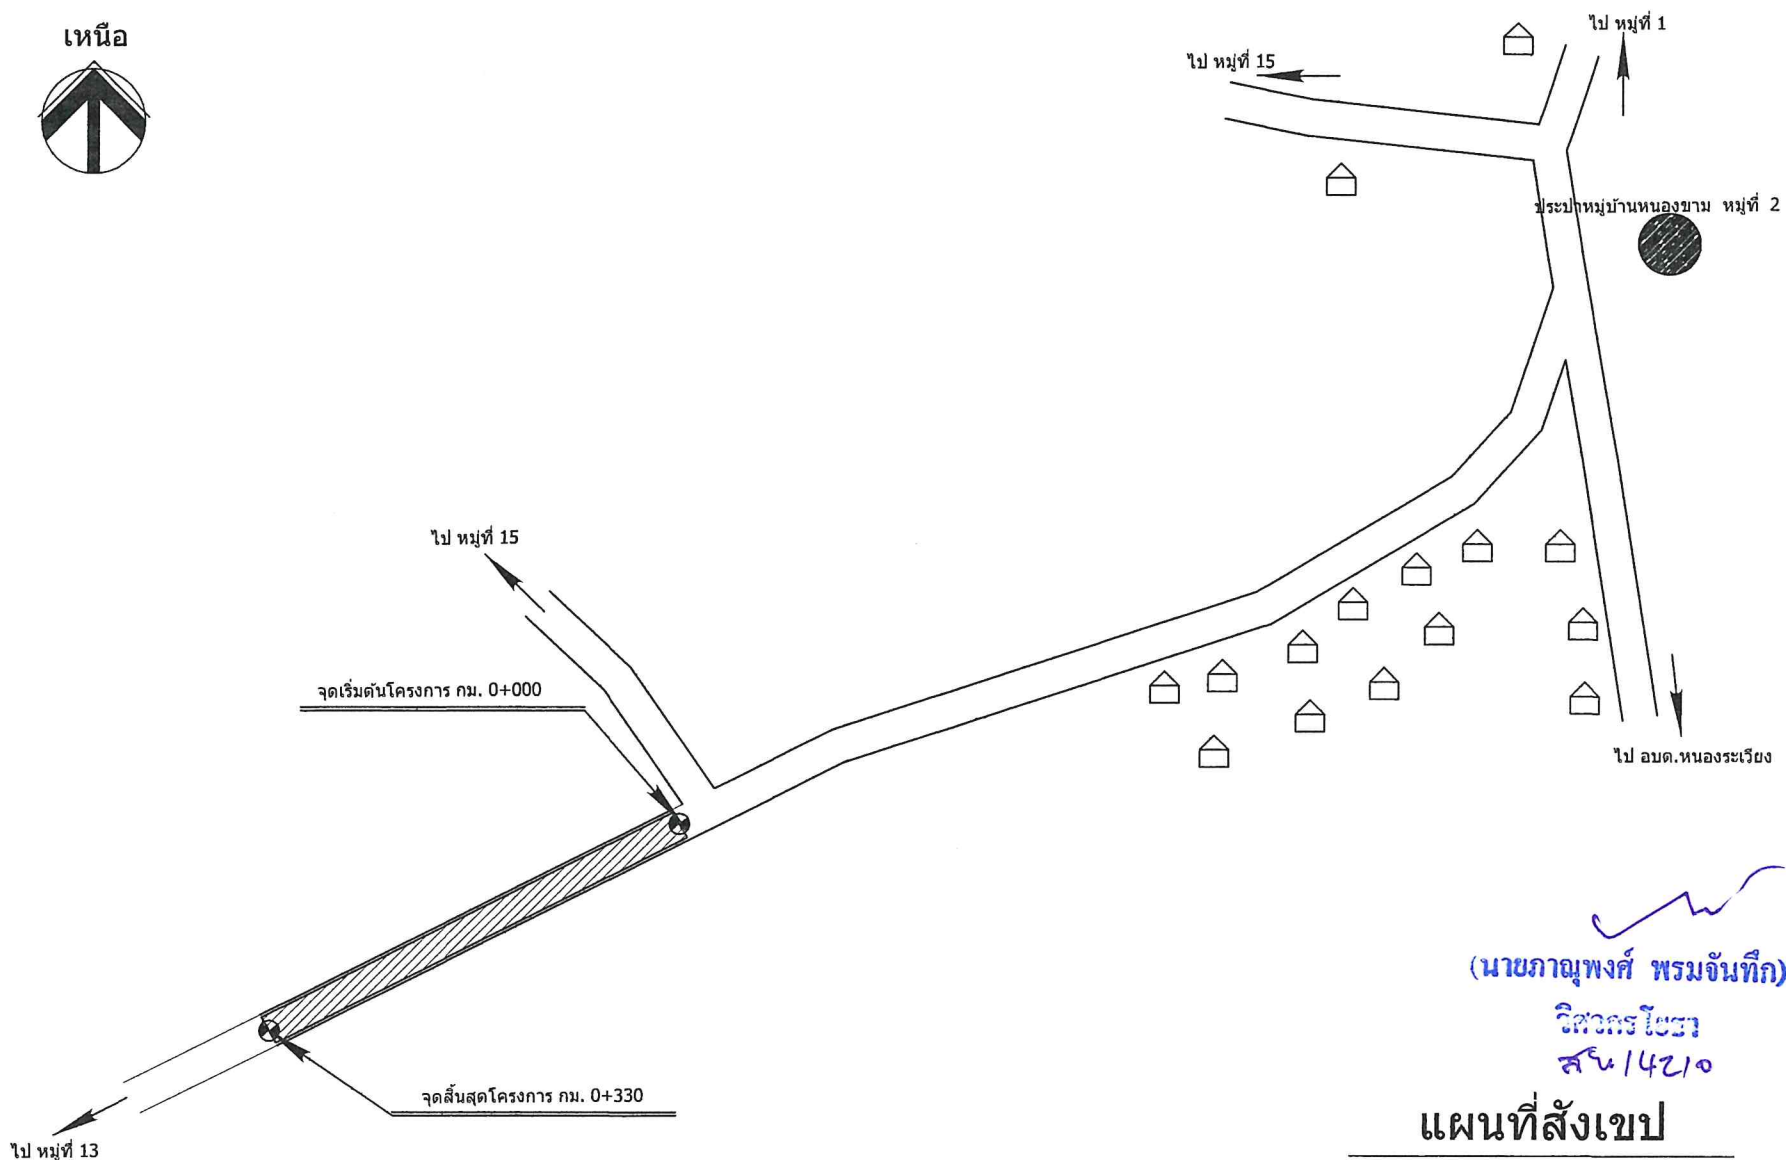 เหนือ
ไป หมู่ที่ 1
ไป หมู่ที่ 15
ประปาหมู่บ้านหนองขาม หมู่ที่ 2
ไป หมู่ที่ 15
จุดเริ่มต้นโครงการ กม. 0+000
ไป อบต.หนองระเวียง
(นายภาณุพงศ์ พรมจันทึก)
วิศวกรโยธา
จุดสิ้นสุดโครงการ กม. 0+330
แผนที่สังเขป
ไป หมู่ที่ 13